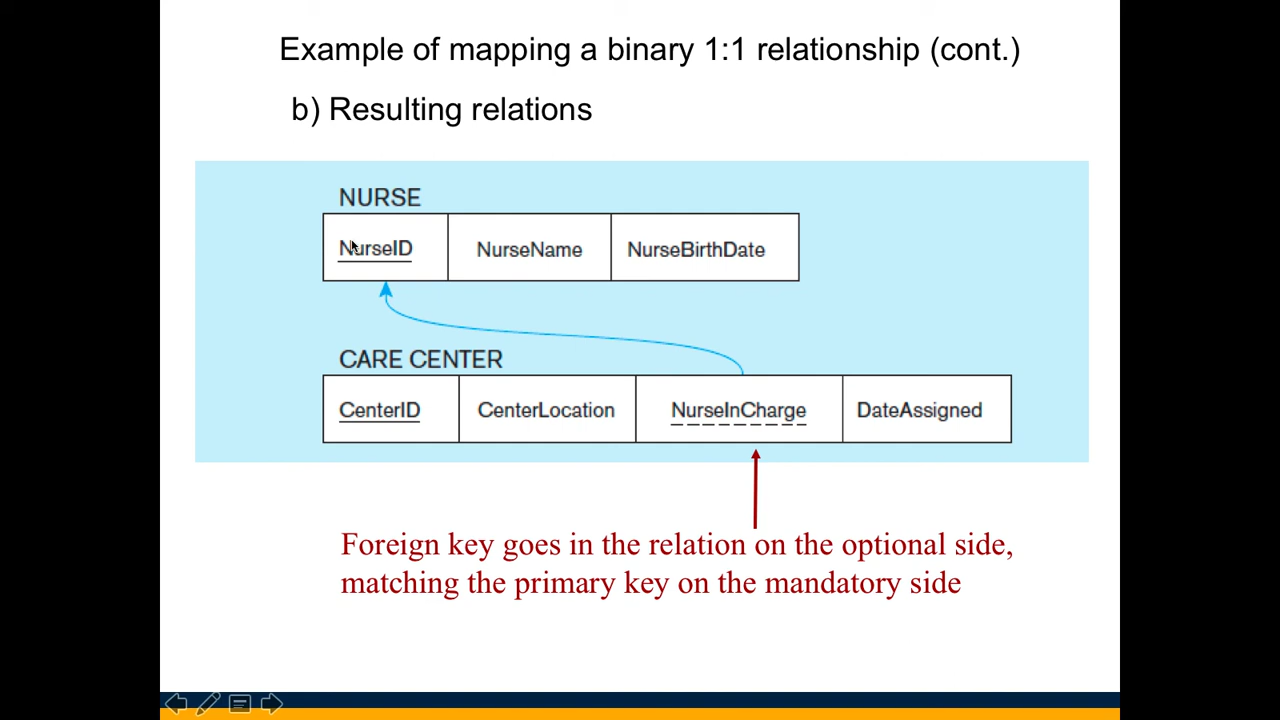 Example of mapping a binary 1:1 relationship (cont.)
b) Resulting relations
NURSE
NurseID NurseName NurseBirthDate
CARE CENTER
CenterID CenterLocation NurseInCharge DateAssigned
Foreign key goes in the relation on the optional side,
matching the primary key on the mandatory side